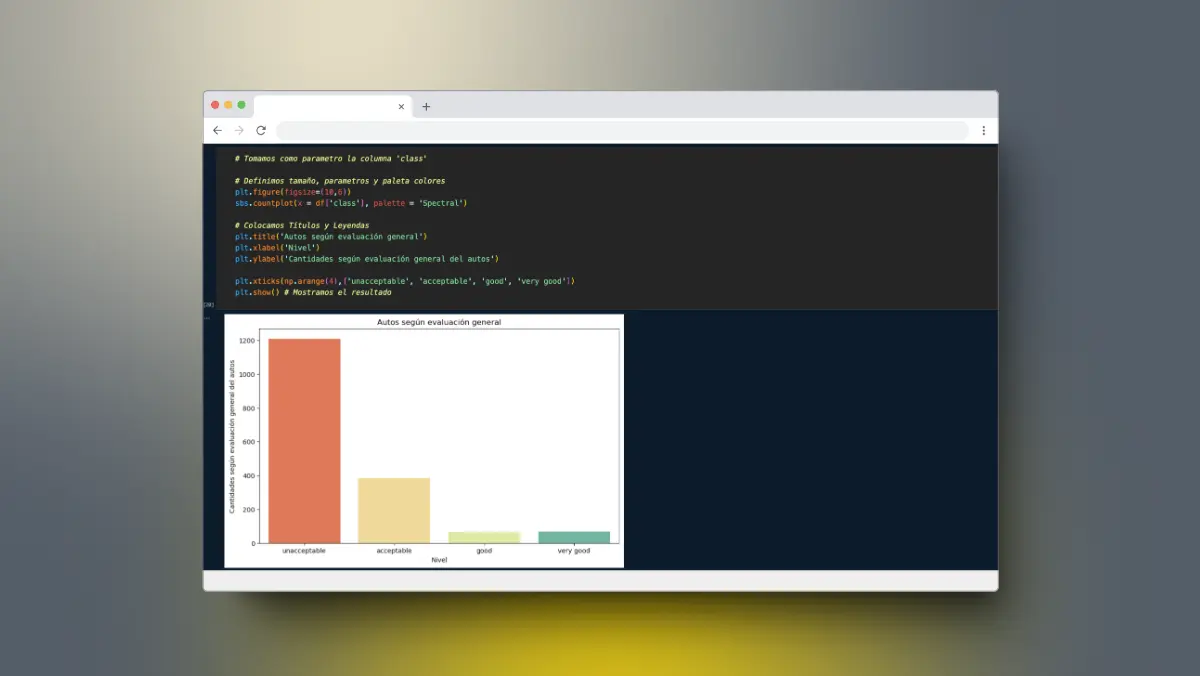 # Tomamos como parametro la columna 'class'
# Definimos tamaño, parametros y paleta colores
plt.figure(figsize=(10,6))
sbs.countplot(x = df['class'], palette = 'Spectral')
# Colocamos Títulos y Leyendas
plt.title('Autos según evaluación general')
plt.xlabel('Nivel')
plt.ylabel('Cantidades según evaluación general del autos')
plt.xticks(np.arange(4),['unacceptable', 'acceptable', 'good', 'very good'])
plt.show() # Mostramos el resultado
Autos según evaluación general
Cantidades según evaluación general del autos
1200
1000
800
600
400
200
0
unacceptable acceptable good very good
Nivel